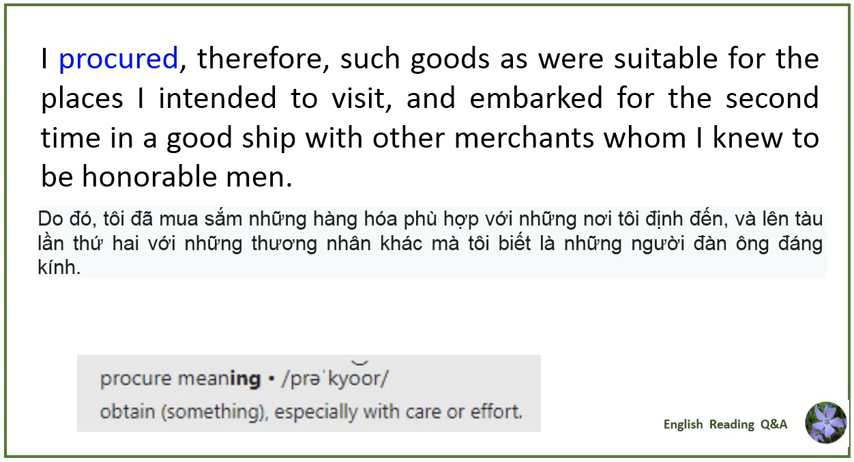 I procured, therefore, such goods as were suitable for the
places I intended to visit, and embarked for the second
time in a good ship with other merchants whom I knew to
be honorable men.
Do đó, tôi đã mua sắm những hàng hóa phù hợp với những nơi tôi định đến, và lên tàu
lần thứ hai với những thương nhân khác mà tôi biết là những người đàn ông đáng
kính.
procure meaning • /prəˈkyo͝or/
obtain (something), especially with care or effort.
English Reading Q&A